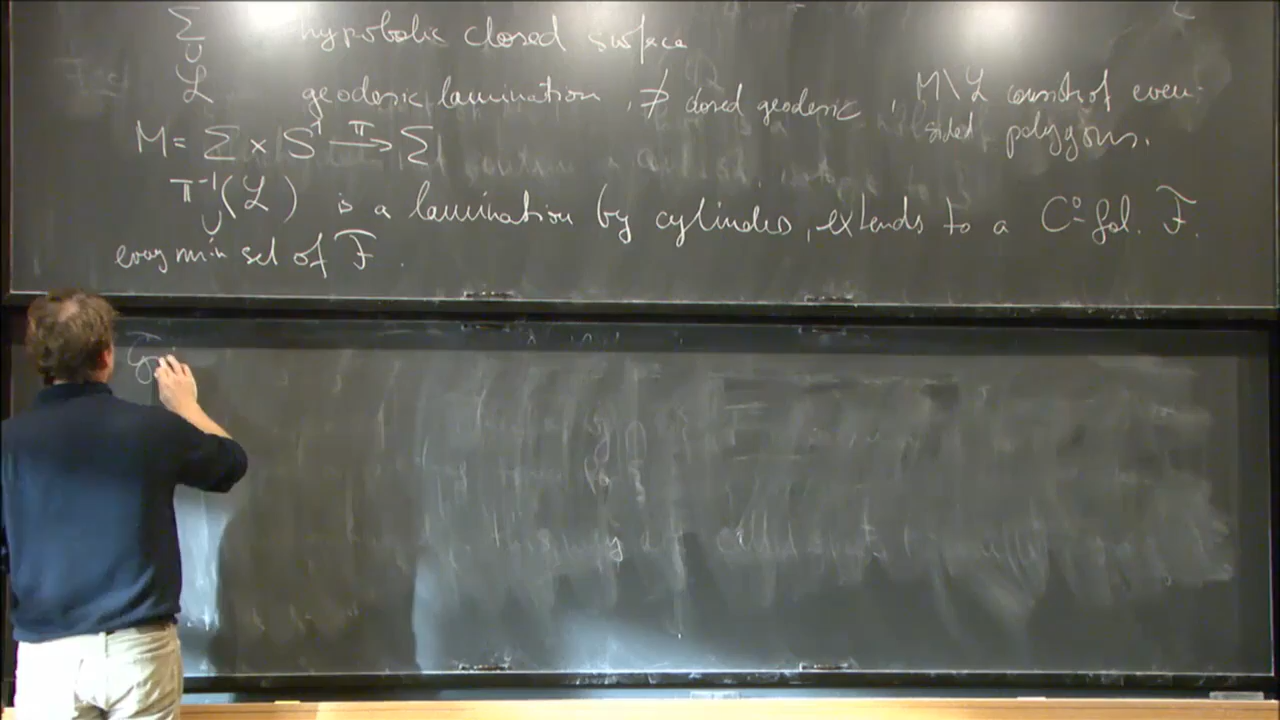 Σ hyperbolic closed surface
∪
ℒ geodesic lamination, ⊅ closed geodesic, M\ℒ consists of even-
sided polygons.
M = Σ × S¹ →^π Σ
π⁻¹(ℒ) is a lamination by cylinders, extends to a C⁰ fol. F.
∪
every min set of F.